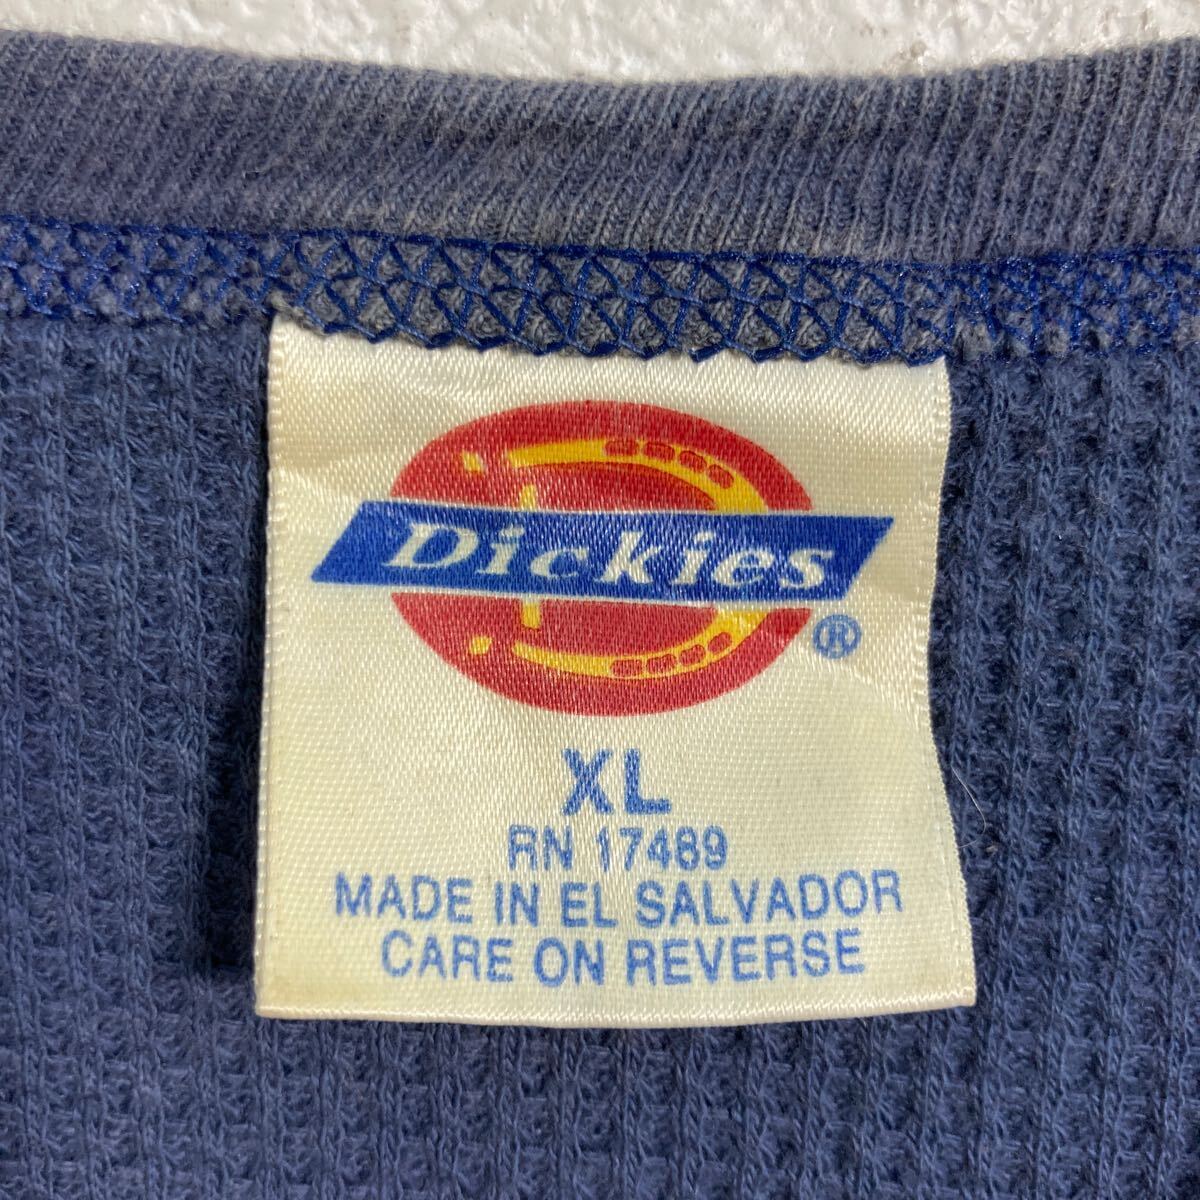 Dickies
®
XL
RN 17489
MADE IN EL SALVADOR
CARE ON REVERSE